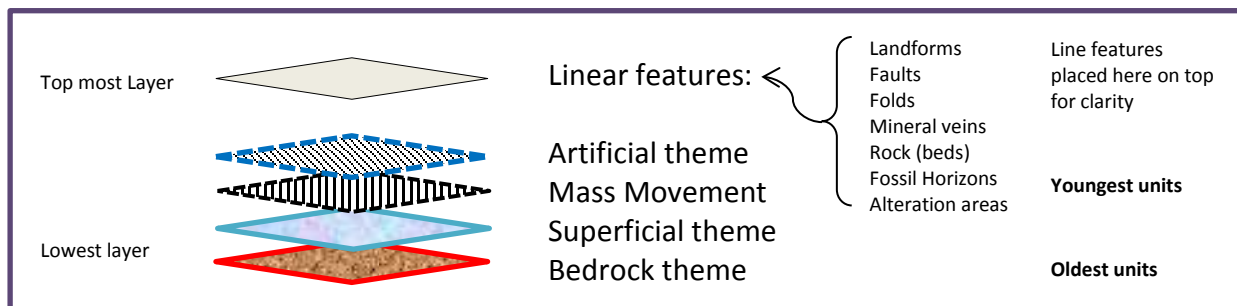 Top most Layer
Linear features:
Landforms
Faults
Folds
Mineral veins
Rock (beds)
Fossil Horizons
Alteration areas
Line features
placed here on top
for clarity
Artificial theme
Mass Movement
Superficial theme
Bedrock theme
Lowest layer
Youngest units
Oldest units